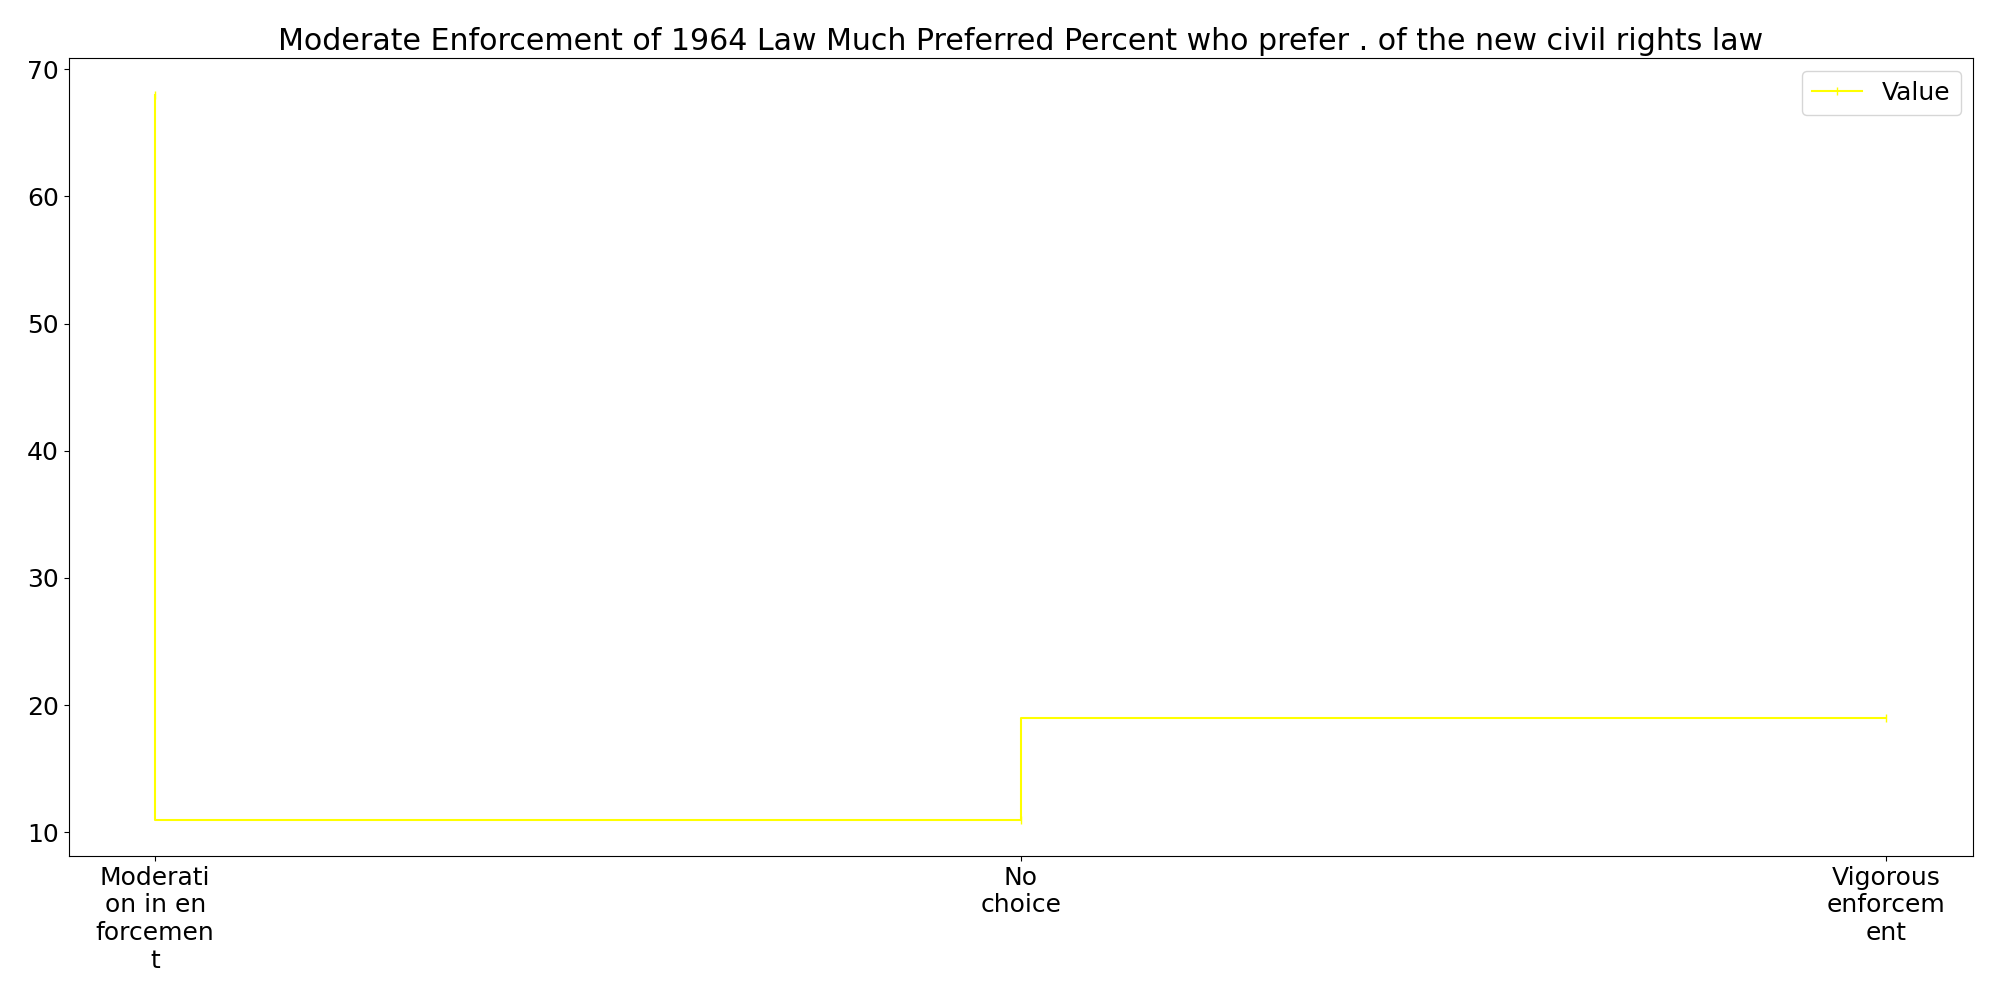 Moderate Enforcement of 1964 Law Much Preferred Percent who prefer . of the new civil rights law
Value
70
60
50
40
30
20
10
Moderati
on in en
forcemen
t
No
choice
Vigorous
enforcem
ent